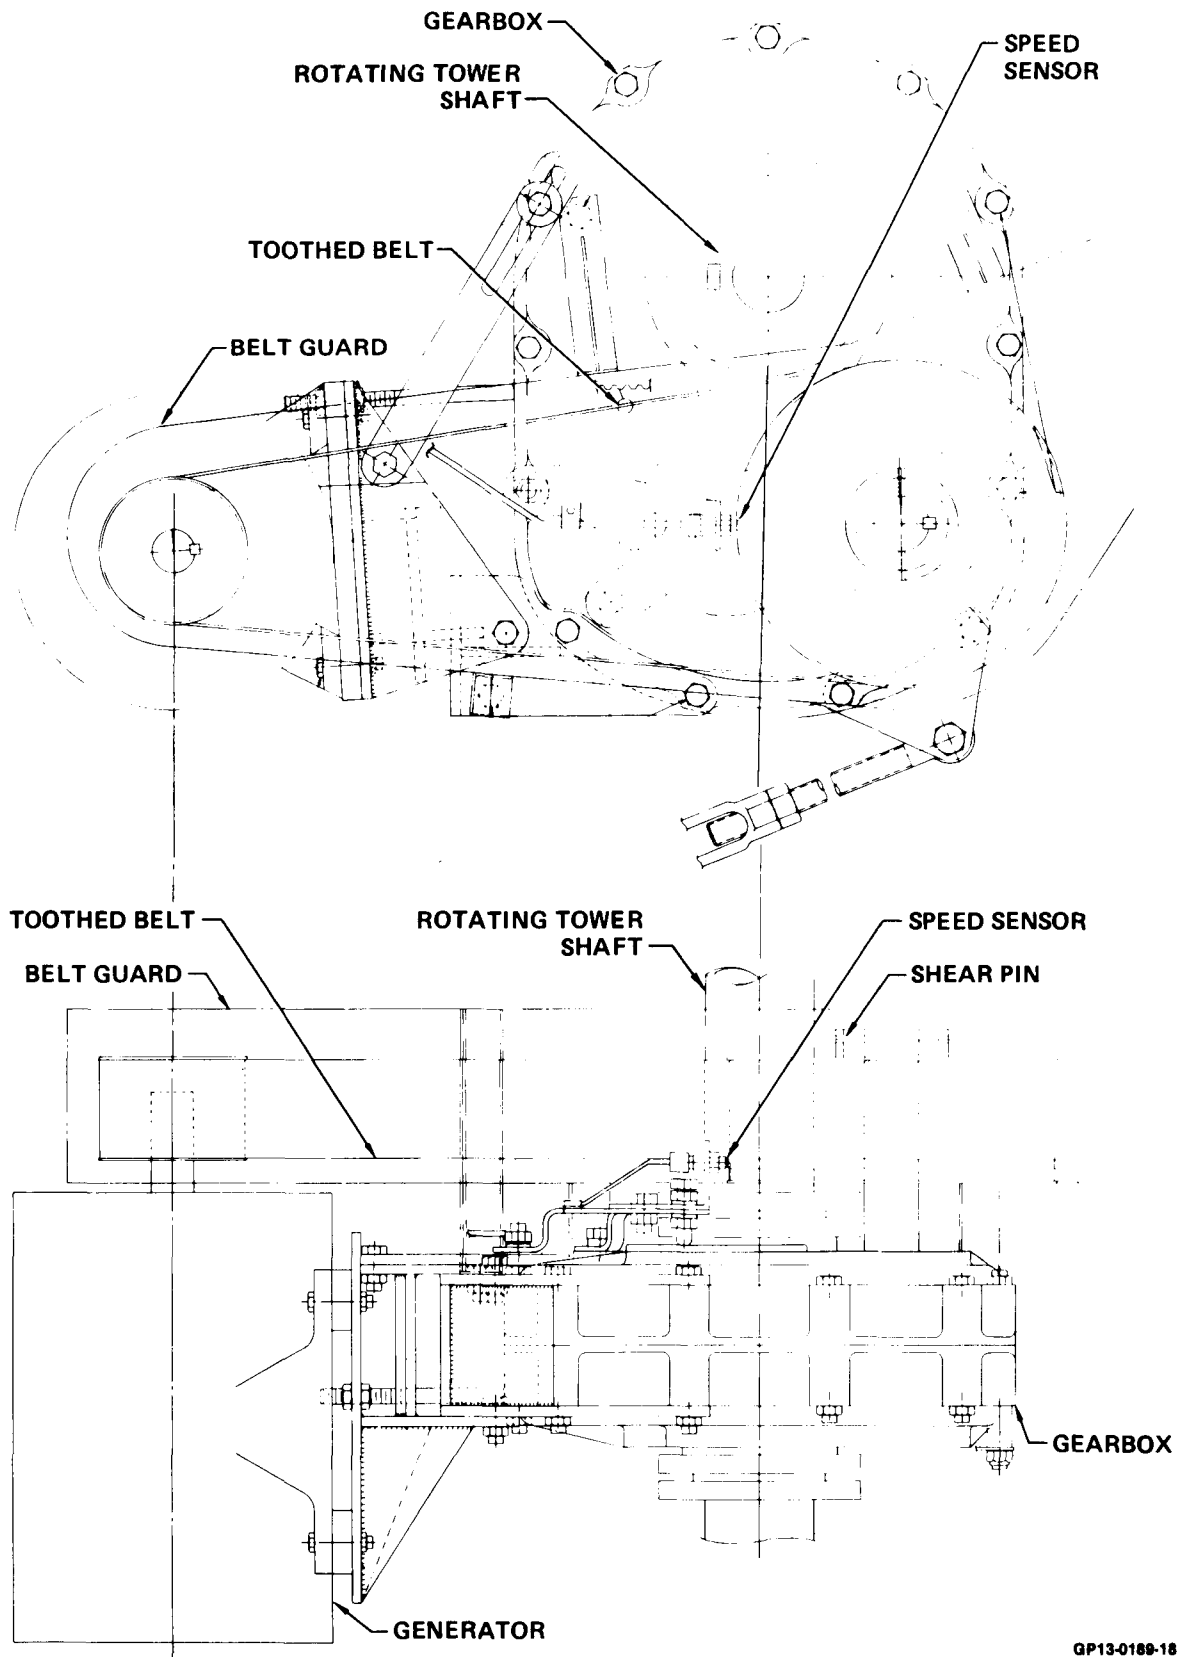 GEARBOX
ROTATING TOWER
SHAFT
SPEED
SENSOR
TOOTHED BELT
BELT GUARD
TOOTHED BELT
BELT GUARD
ROTATING TOWER
SHAFT
SPEED SENSOR
SHEAR PIN
GEARBOX
GENERATOR
GP13-0189-18